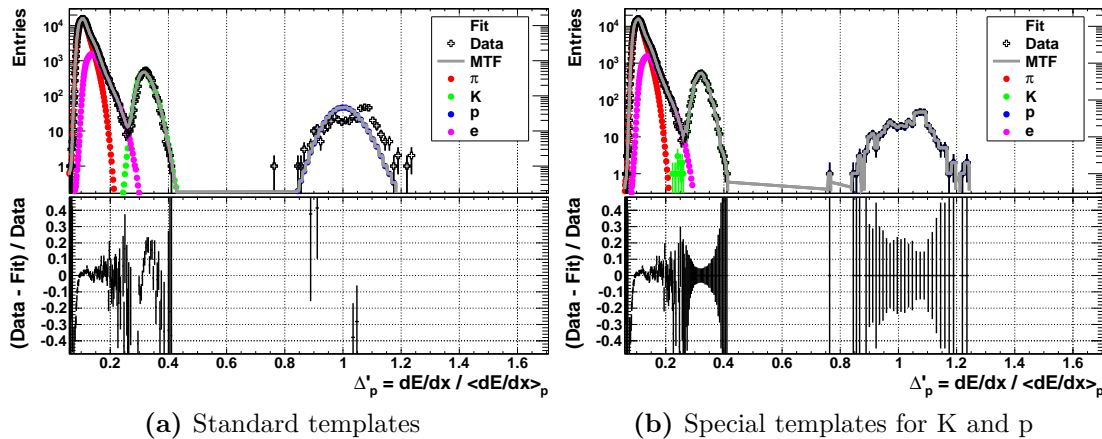 Entries
10⁴
10³
10²
10
1
Fit
Data
MTF
π
K
p
e
(Data - Fit) / Data
0.4
0.3
0.2
0.1
0
-0.1
-0.2
-0.3
-0.4
0.2 0.4 0.6 0.8 1 1.2 1.4 1.6
Δ'ₚ = dE/dx / <dE/dx>ₚ
(a) Standard templates
Entries
10⁴
10³
10²
10
1
Fit
Data
MTF
π
K
p
e
(Data - Fit) / Data
0.4
0.3
0.2
0.1
0
-0.1
-0.2
-0.3
-0.4
0.2 0.4 0.6 0.8 1 1.2 1.4 1.6
Δ'ₚ = dE/dx / <dE/dx>ₚ
(b) Special templates for K and p